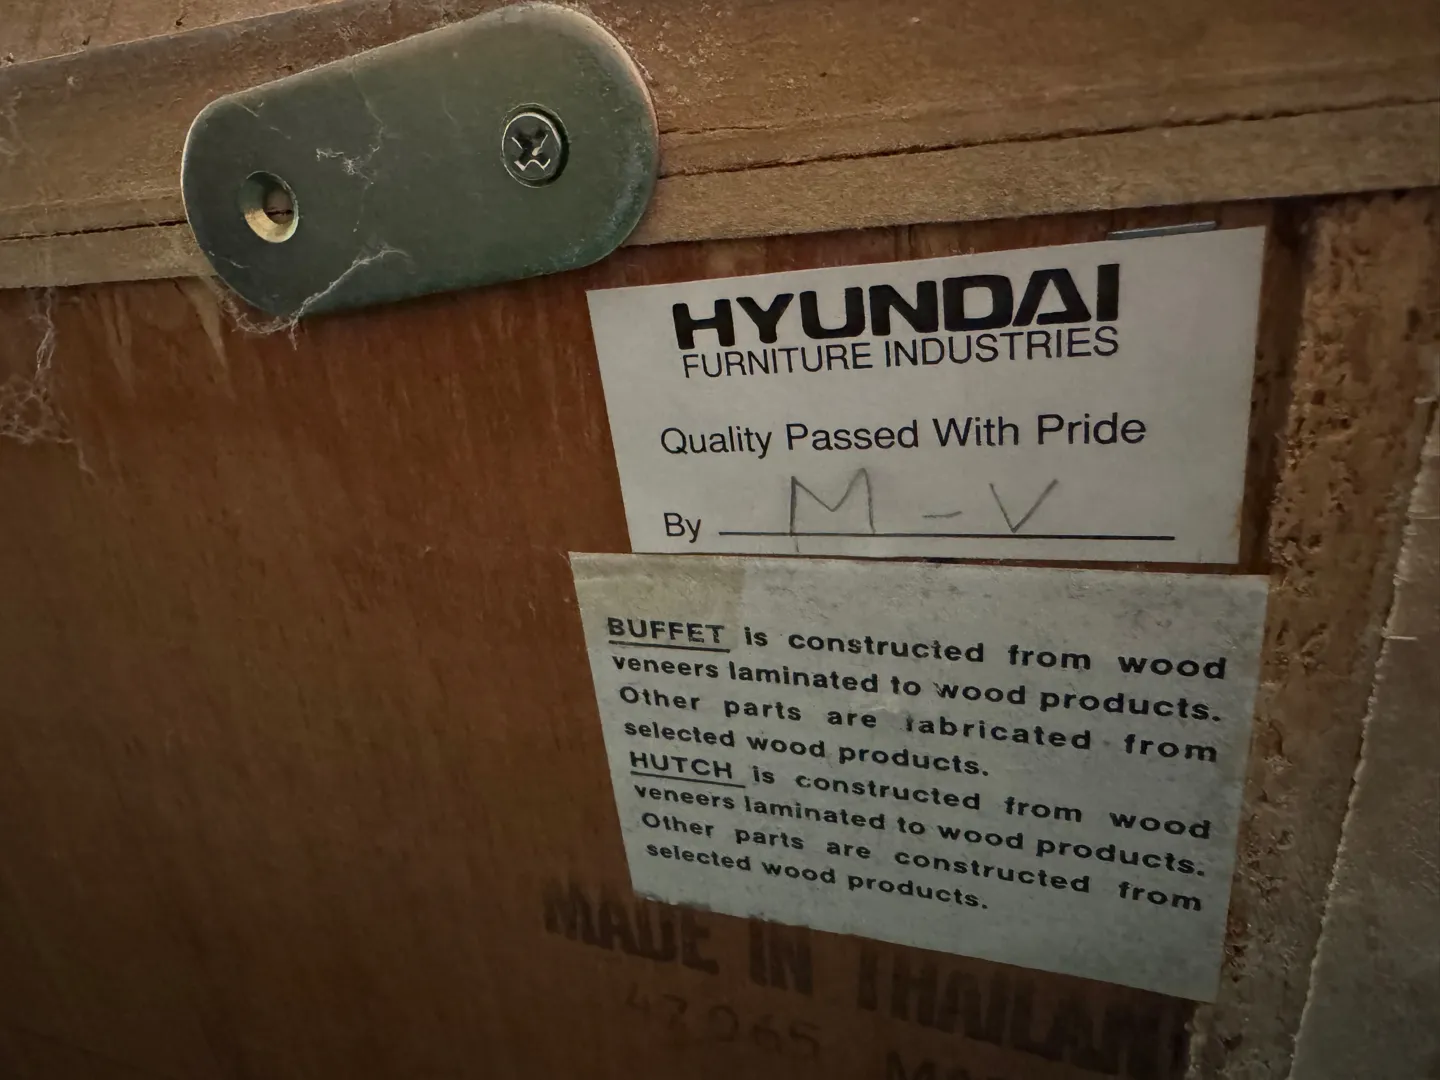 HYUNDAI
FURNITURE INDUSTRIES
Quality Passed With Pride
By M - V
BUFFET is constructed from wood
veneers laminated to wood products.
Other parts are fabricated from
selected wood products.
HUTCH is constructed from wood
veneers laminated to wood products.
Other parts are constructed from
selected wood products.
MADE IN THAILAND